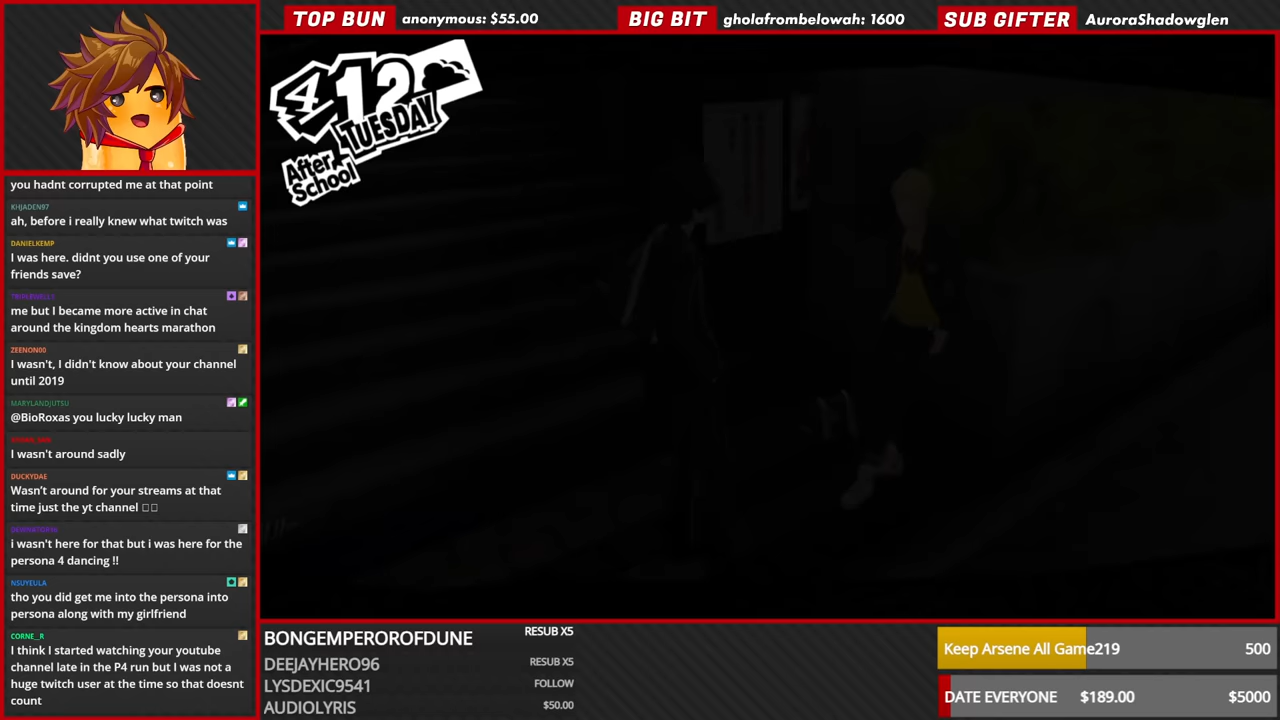 TOP BUN anonymous: $55.00
BIG BIT gholafrombelowah: 1600
SUB GIFTER AuroraShadowglen
4 12
TUESDAY
After
School
you hadnt corrupted me at that point
KHJADEN97
ah, before i really knew what twitch was
DANIELKEMP
I was here. didnt you use one of your
friends save?
me but I became more active in chat
around the kingdom hearts marathon
ZEENON00
I wasn't, I didn't know about your channel
until 2019
MARYLANDJUTSU
@BioRoxas you lucky lucky man
I wasn't around sadly
DUCKYDAE
Wasn't around for your streams at that
time just the yt channel
i wasn't here for that but i was here for the
persona 4 dancing !!
NSUYEULA
tho you did get me into the persona into
persona along with my girlfriend
CORNE_R
I think I started watching your youtube
channel late in the P4 run but I was not a
huge twitch user at the time so that doesnt
count
BONGEMPEROROFDUNE RESUB X5
DEEJAYHERO96 RESUB X5
LYSDEXIC9541 FOLLOW
AUDIOLYRIS $50.00
Keep Arsene All Game219 500
DATE EVERYONE $189.00 $5000